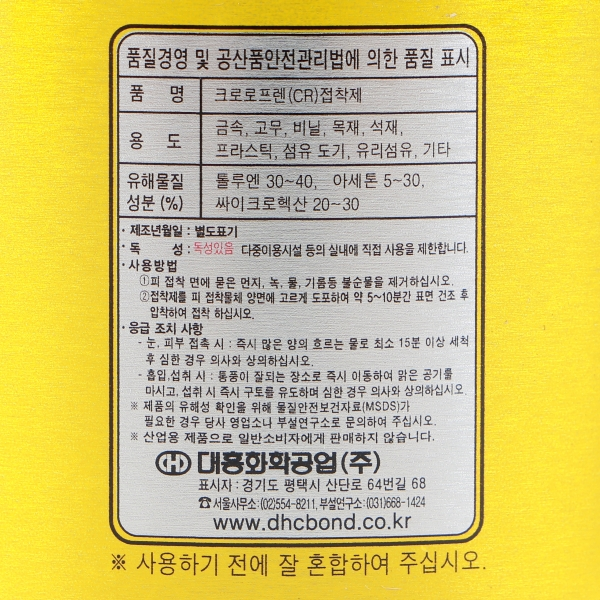 품질경영 및 공산품안전관리법에 의한 품질 표시
품 명 크로로프렌(CR)접착제
용 도 금속, 고무, 비닐, 목재, 석재,
프라스틱, 섬유 도기, 유리섬유, 기타
유해물질 톨루엔 30~40, 아세톤 5~30,
성분 (%) 싸이크로헥산 20~30
· 제조년월일 : 별도표기
· 독 성 : 독성있음 다중이용시설 등의 실내에 직접 사용을 제한합니다.
· 사용방법
①피 접착 면에 묻은 먼지, 녹, 물, 기름등 불순물을 제거하십시오.
②접착제를 피 접착물체 양면에 고르게 도포하여 약 5~10분간 표면 건조 후
압착하여 접착 하십시오.
· 응급 조치 사항
- 눈, 피부 접촉 시 : 즉시 많은 양의 흐르는 물로 최소 15분 이상 세척
후 심한 경우 의사와 상의하십시오.
- 흡입,섭취 시 : 통풍이 잘되는 장소로 즉시 이동하여 맑은 공기를
마시고, 섭취 시 즉시 구토를 유도하며 심한 경우 의사와 상의하십시오.
※ 제품의 유해성 확인을 위해 물질안전보건자료(MSDS)가
필요한 경우 당사 영업소나 부설연구소로 문의하여 주십시오.
※ 산업용 제품으로 일반소비자에게 판매하지 않습니다.
대흥화학공업(주)
표시자 : 경기도 평택시 산단로 64번길 68
☎서울사무소:(02)554-8211, 부설연구소:(031)668-1424
www.dhcbond.co.kr
※ 사용하기 전에 잘 혼합하여 주십시오.